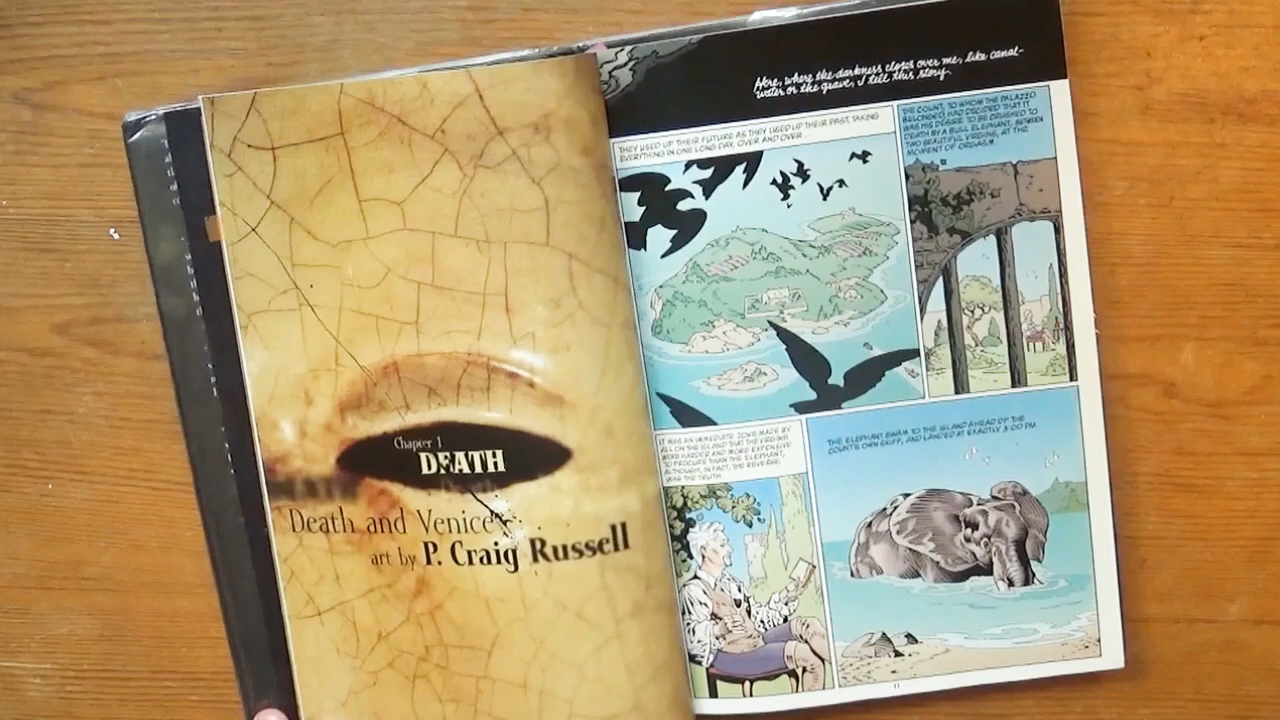 Chapter 1
DEATH
Death
Death and Venice
art by P. Craig Russell
Here, where the darkness closes over me, like canal-
water or the grave, I tell this story.
THEY USED UP THEIR FUTURE AS THEY USED UP THEIR PAST, TAKING
EVERYTHING IN ONE LONG DAY, OVER AND OVER...
THE COUNT, TO WHOM THE PALAZZO
BELONGED, HAD DECIDED THAT IT
WAS HIS DESIRE TO BE CRUSHED TO
DEATH BY A BULL ELEPHANT, BETWEEN
TWO BEAUTIFUL VIRGINS, AT THE
MOMENT OF ORGASM.
IT WAS AN IMMEDIATE JOKE MADE BY
ALL ON THE ISLAND THAT THE VIRGINS
WERE HARDER AND MORE EXPENSIVE
TO PROCURE THAN THE ELEPHANT,
ALTHOUGH, IN FACT, THE REVERSE
WAS THE TRUTH.
THE ELEPHANT SWAM TO THE ISLAND AHEAD OF THE
COUNT'S OWN SKIFF, AND LANDED AT EXACTLY 3:00 PM.
11